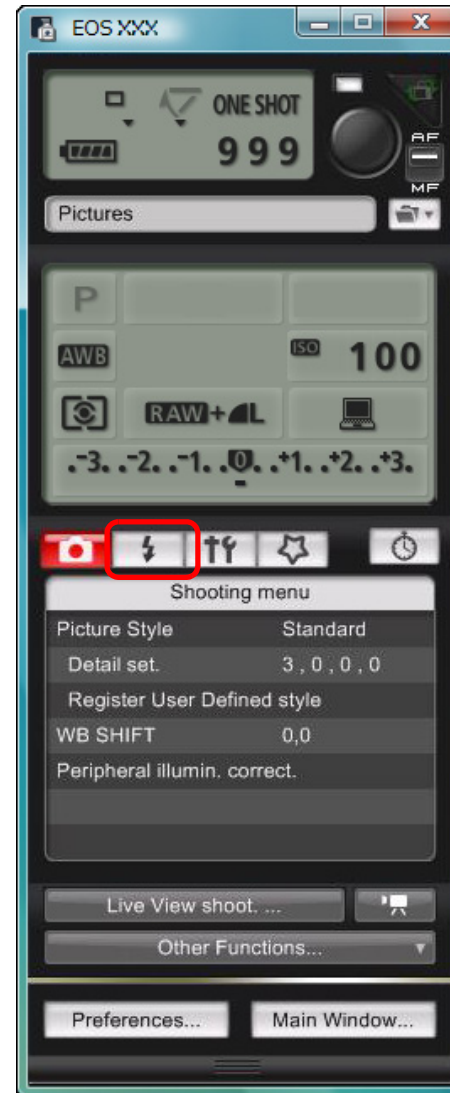 EOS XXX
ONE SHOT
999
AF
MF
Pictures
P
AWB
ISO 100
RAW+L
.-3. .-2. .-1. .0. .+1. .+2. .+3.
Shooting menu
Picture Style Standard
Detail set. 3 , 0 , 0 , 0
Register User Defined style
WB SHIFT 0,0
Peripheral illumin. correct.
Live View shoot. ...
Other Functions...
Preferences... Main Window...